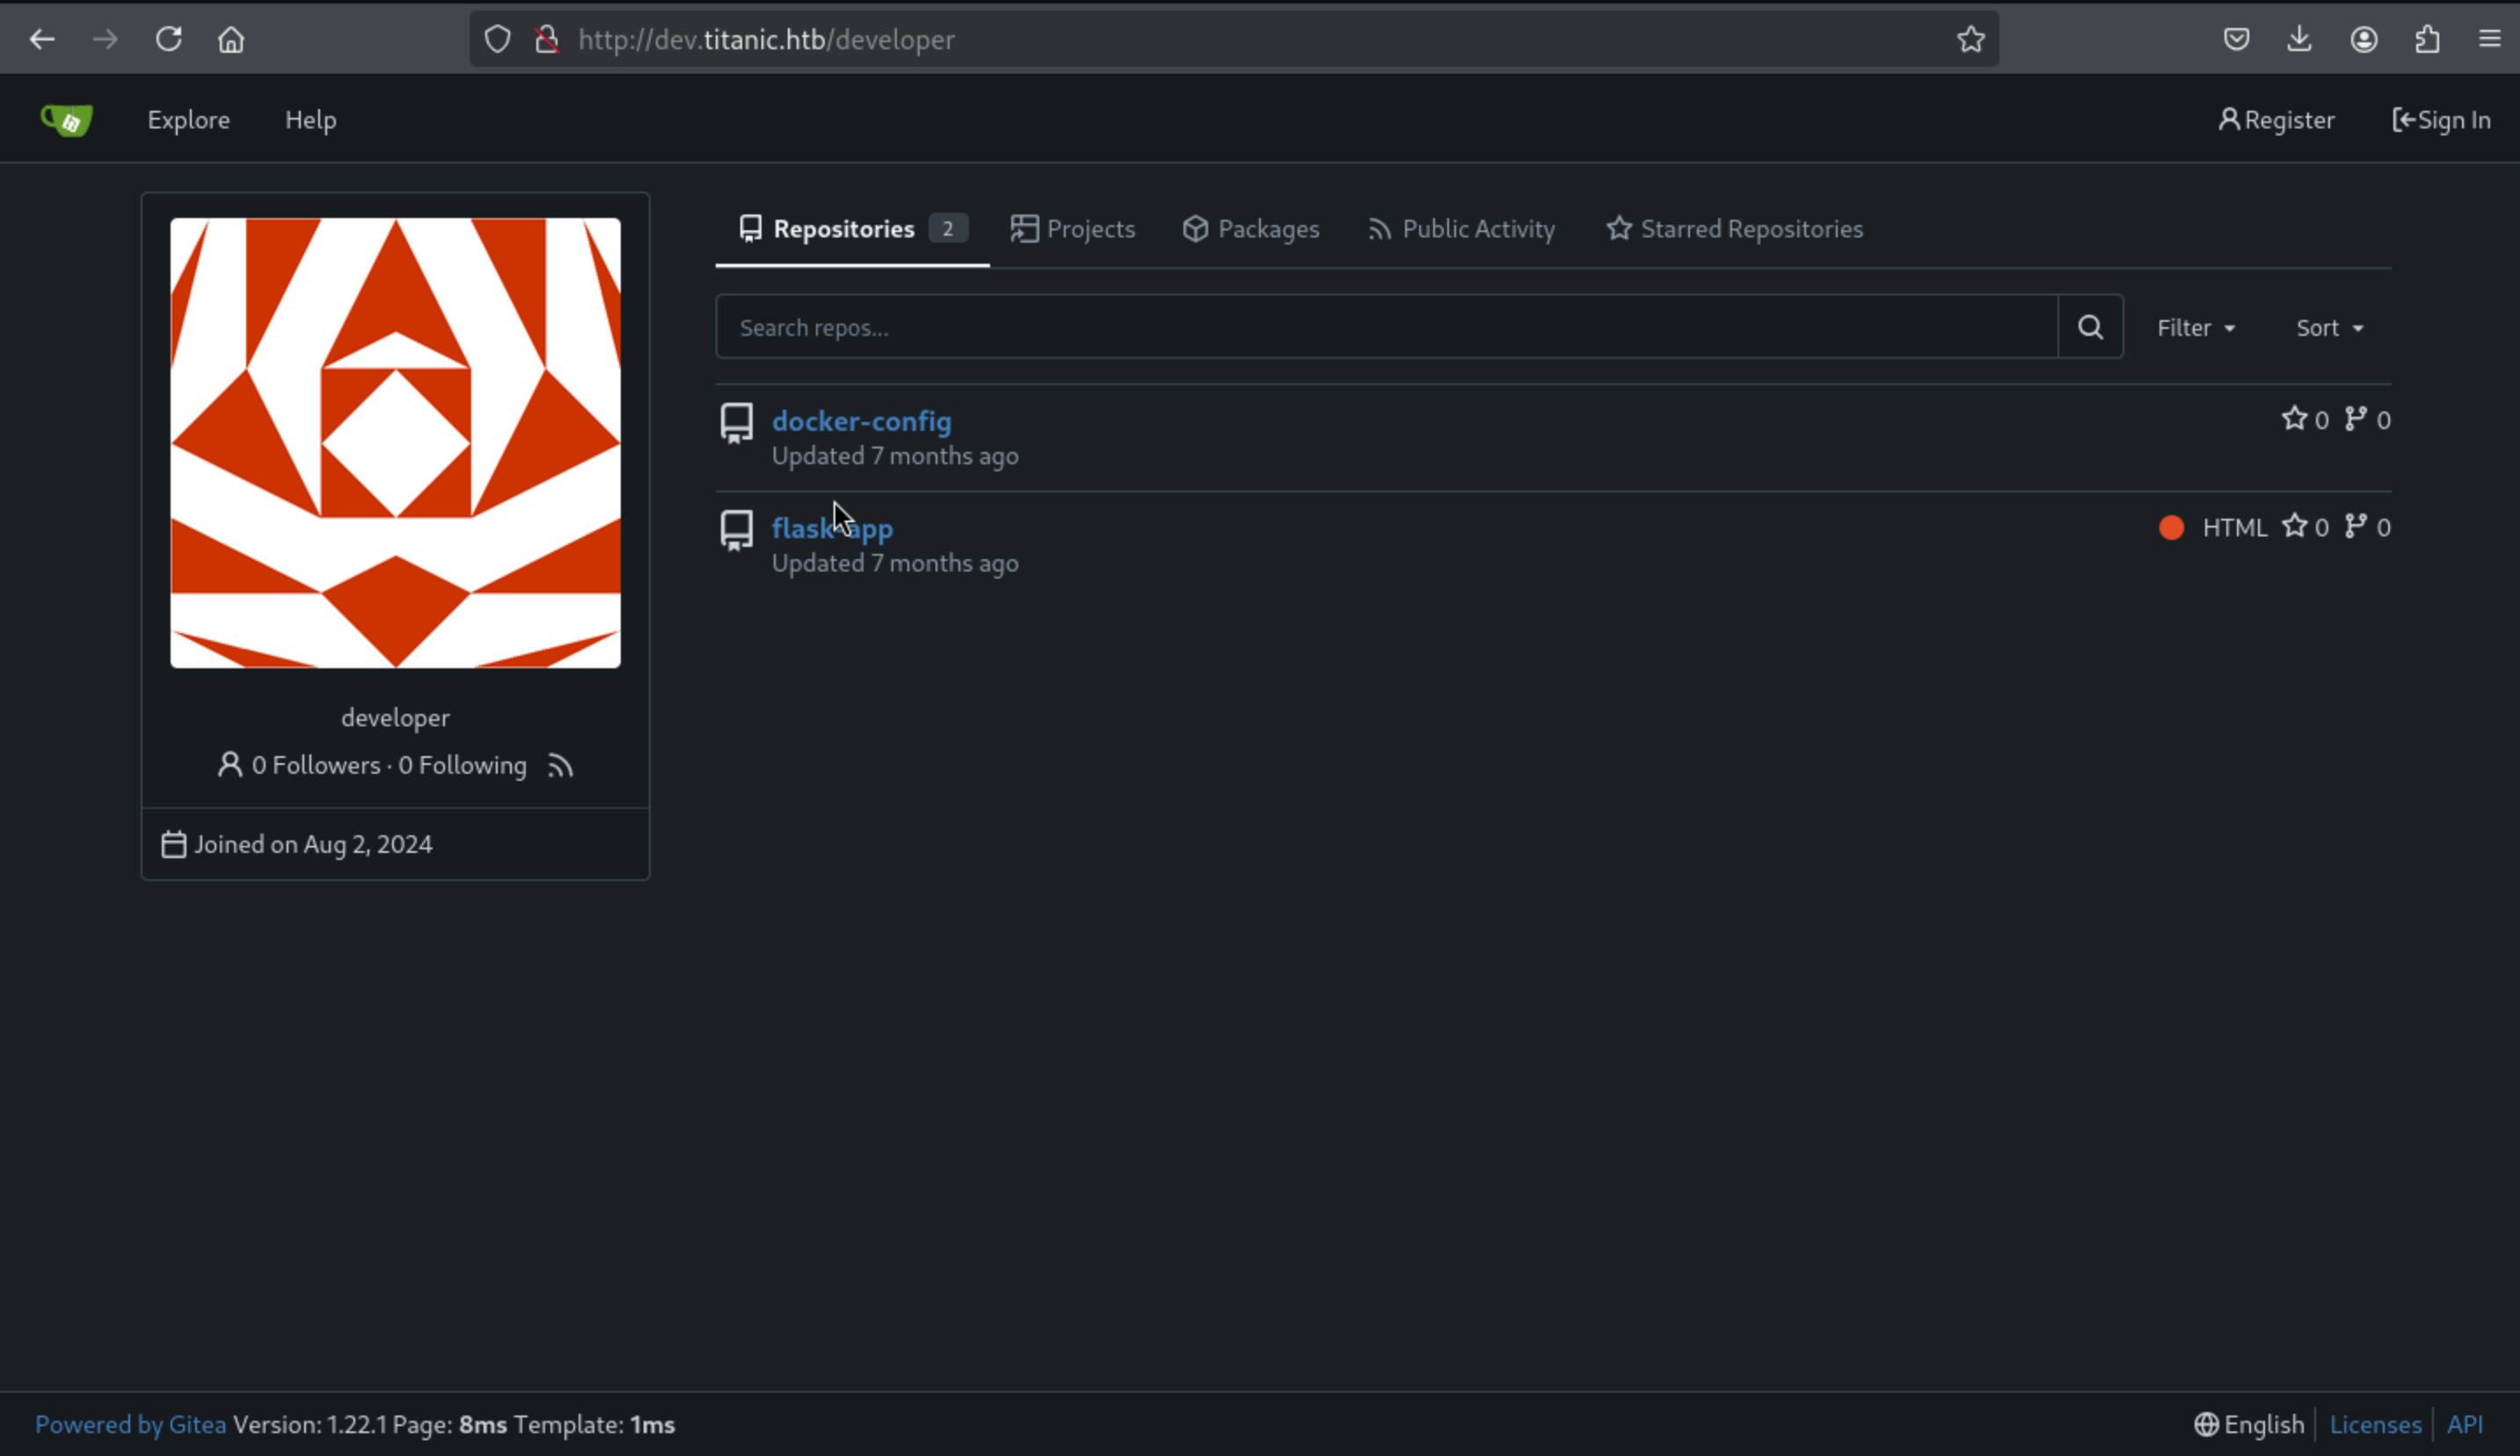 http://dev.titanic.htb/developer
Explore Help Register Sign In
Repositories 2 Projects Packages Public Activity Starred Repositories
Search repos... Filter Sort
docker-config 0 0
Updated 7 months ago
flask-app HTML 0 0
Updated 7 months ago
developer
0 Followers · 0 Following
Joined on Aug 2, 2024
Powered by Gitea Version: 1.22.1 Page: 8ms Template: 1ms English Licenses API